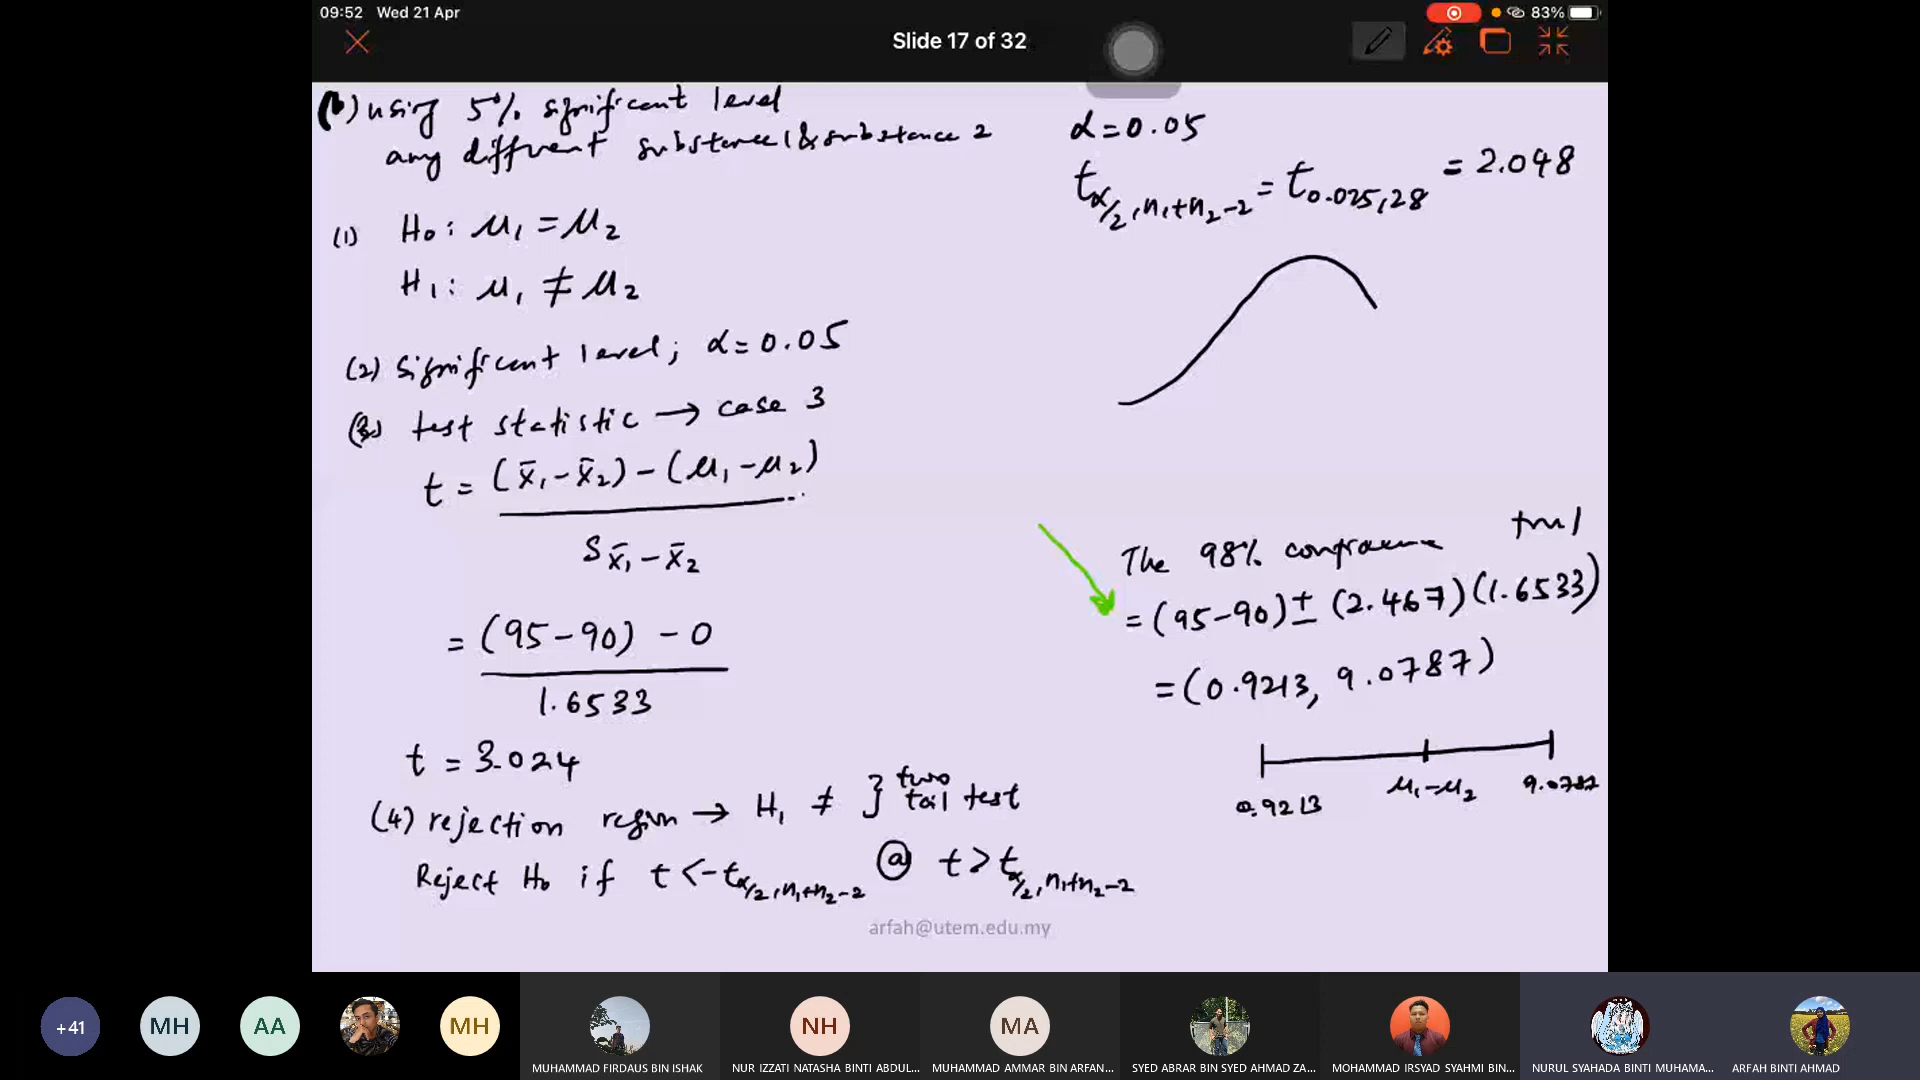 09:52 Wed 21 Apr
83%
Slide 17 of 32
(b) using 5% significant level
any diffrent substance 1 & substance 2
(1) H₀: μ₁ = μ₂
H₁: μ₁ ≠ μ₂
(2) significant level; α = 0.05
(3) test statistic → case 3
t = (x̄₁ - x̄₂) - (μ₁ - μ₂)
S x̄₁ - x̄₂
= (95 - 90) - 0
1.6533
t = 3.024
(4) rejection region → H₁ ≠ } two tail test
Reject H₀ if t < -t α/2, n₁+n₂-2 @ t > t α/2, n₁+n₂-2
α = 0.05
t α/2, n₁+n₂-2 = t 0.025, 28 = 2.048
The 98%
= (95-90) ± (2.467)(1.6533)
= (0.9213, 9.0787)
0.9213 μ₁-μ₂ 9.0787
arfah@utem.edu.my
+41
MH
AA
MH
NH
MA
MUHAMMAD FIRDAUS BIN ISHAK
NUR IZZATI NATASHA BINTI ABDUL...
MUHAMMAD AMMAR BIN ARFAN...
SYED ABRAR BIN SYED AHMAD ZA...
MOHAMMAD IRSYAD SYAHMI BIN...
NURUL SYAHADA BINTI MUHAMA...
ARFAH BINTI AHMAD